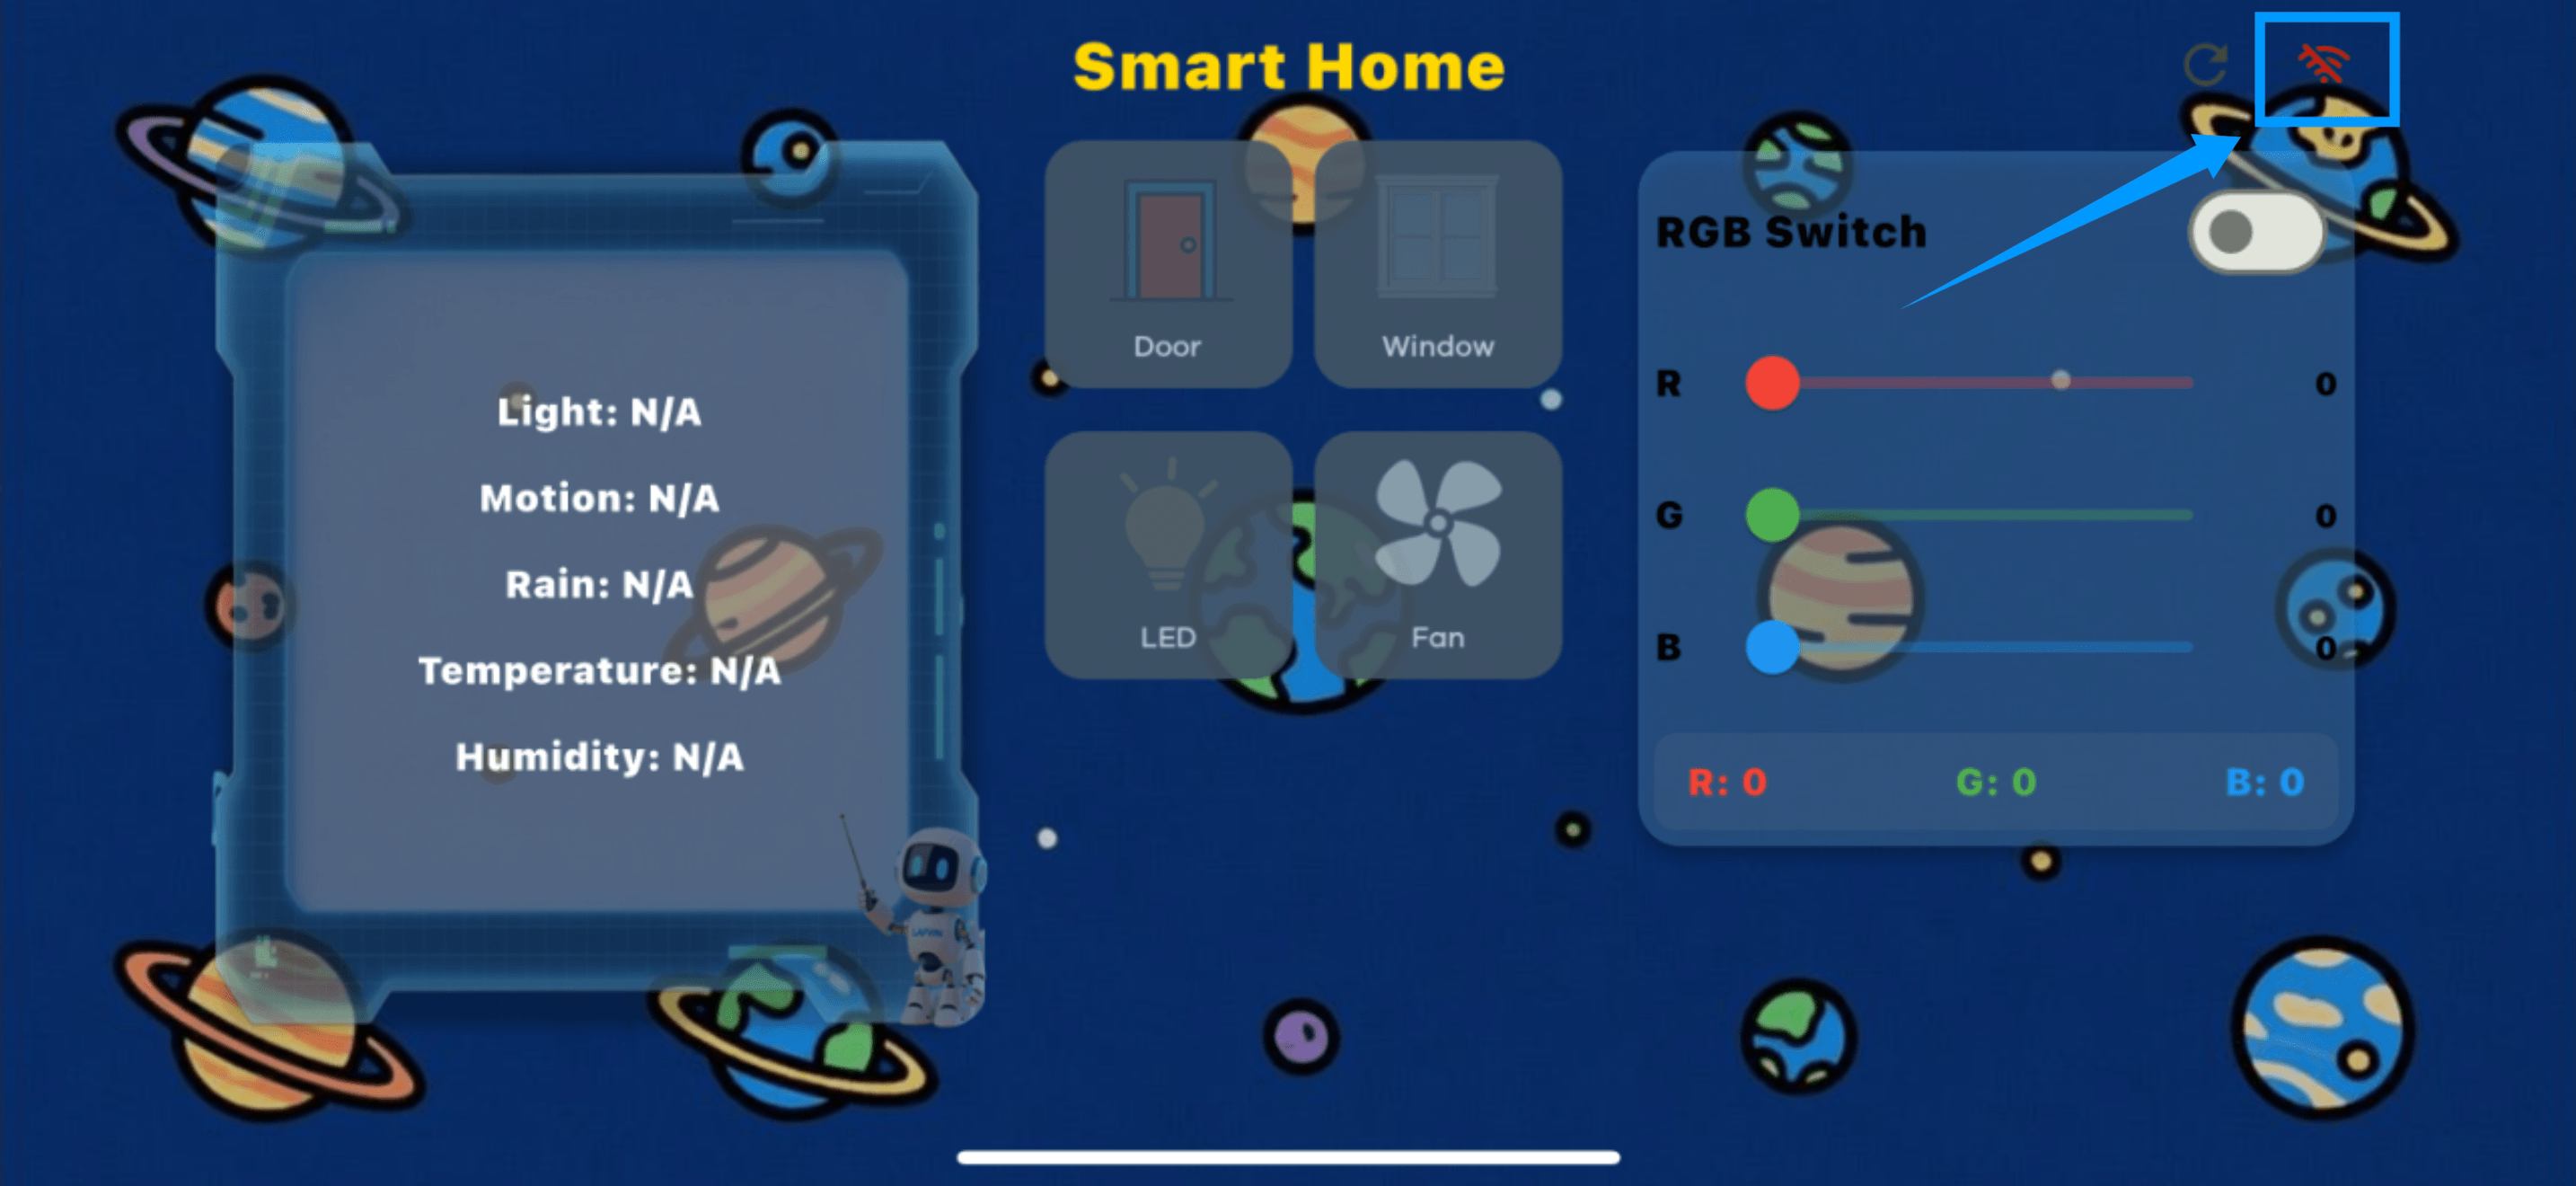 Smart Home
Light: N/A
Motion: N/A
Rain: N/A
Temperature: N/A
Humidity: N/A
LAFVIN
Door
Window
LED
Fan
RGB Switch
R 0
G 0
B 0
R: 0 G: 0 B: 0